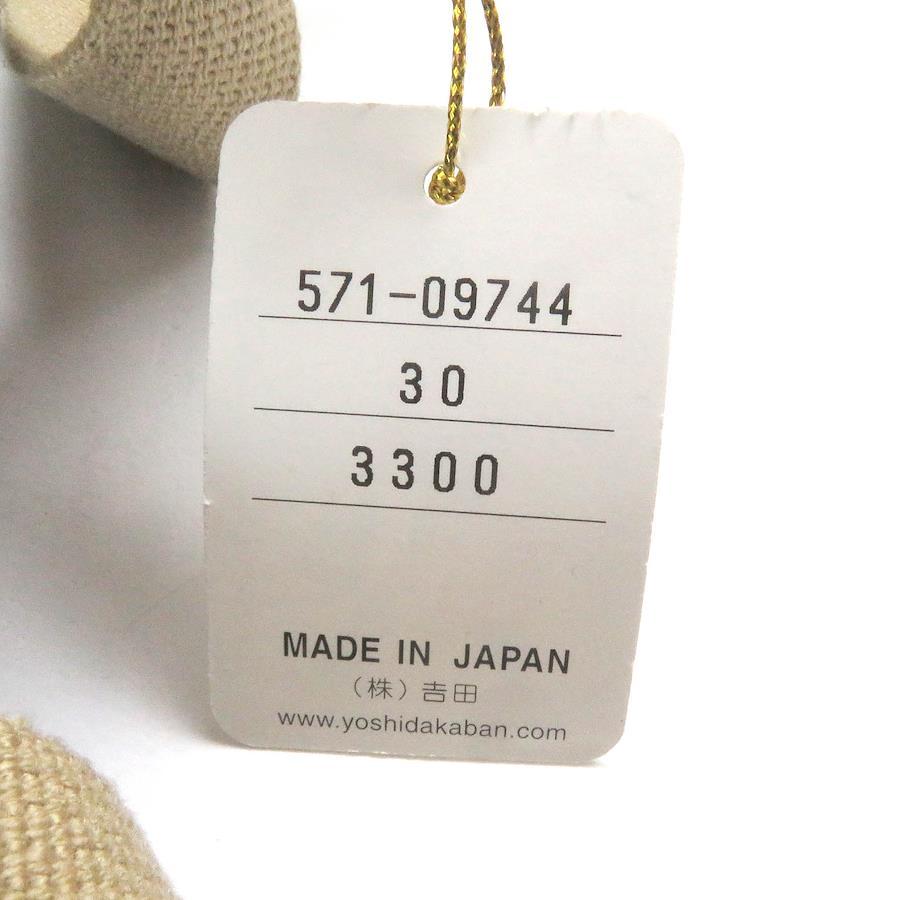 571-09744
30
3300
MADE IN JAPAN
(株)吉田
www.yoshidakaban.com